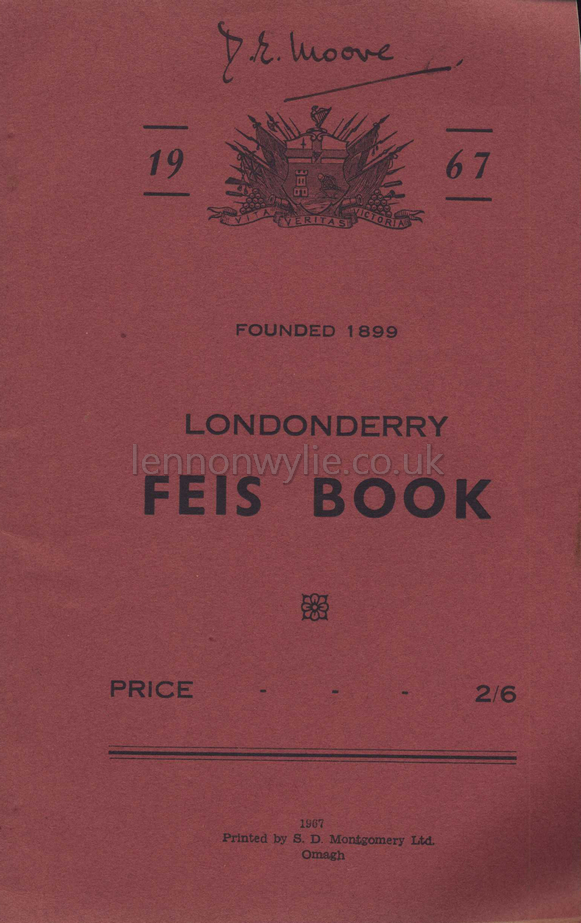 D. E. Moore
19 67
VITA VERITAS VICTORIA
FOUNDED 1899
LONDONDERRY
lennonwylie.co.uk
FEIS BOOK
PRICE - - - 2/6
1967
Printed by S. D. Montgomery Ltd.
Omagh